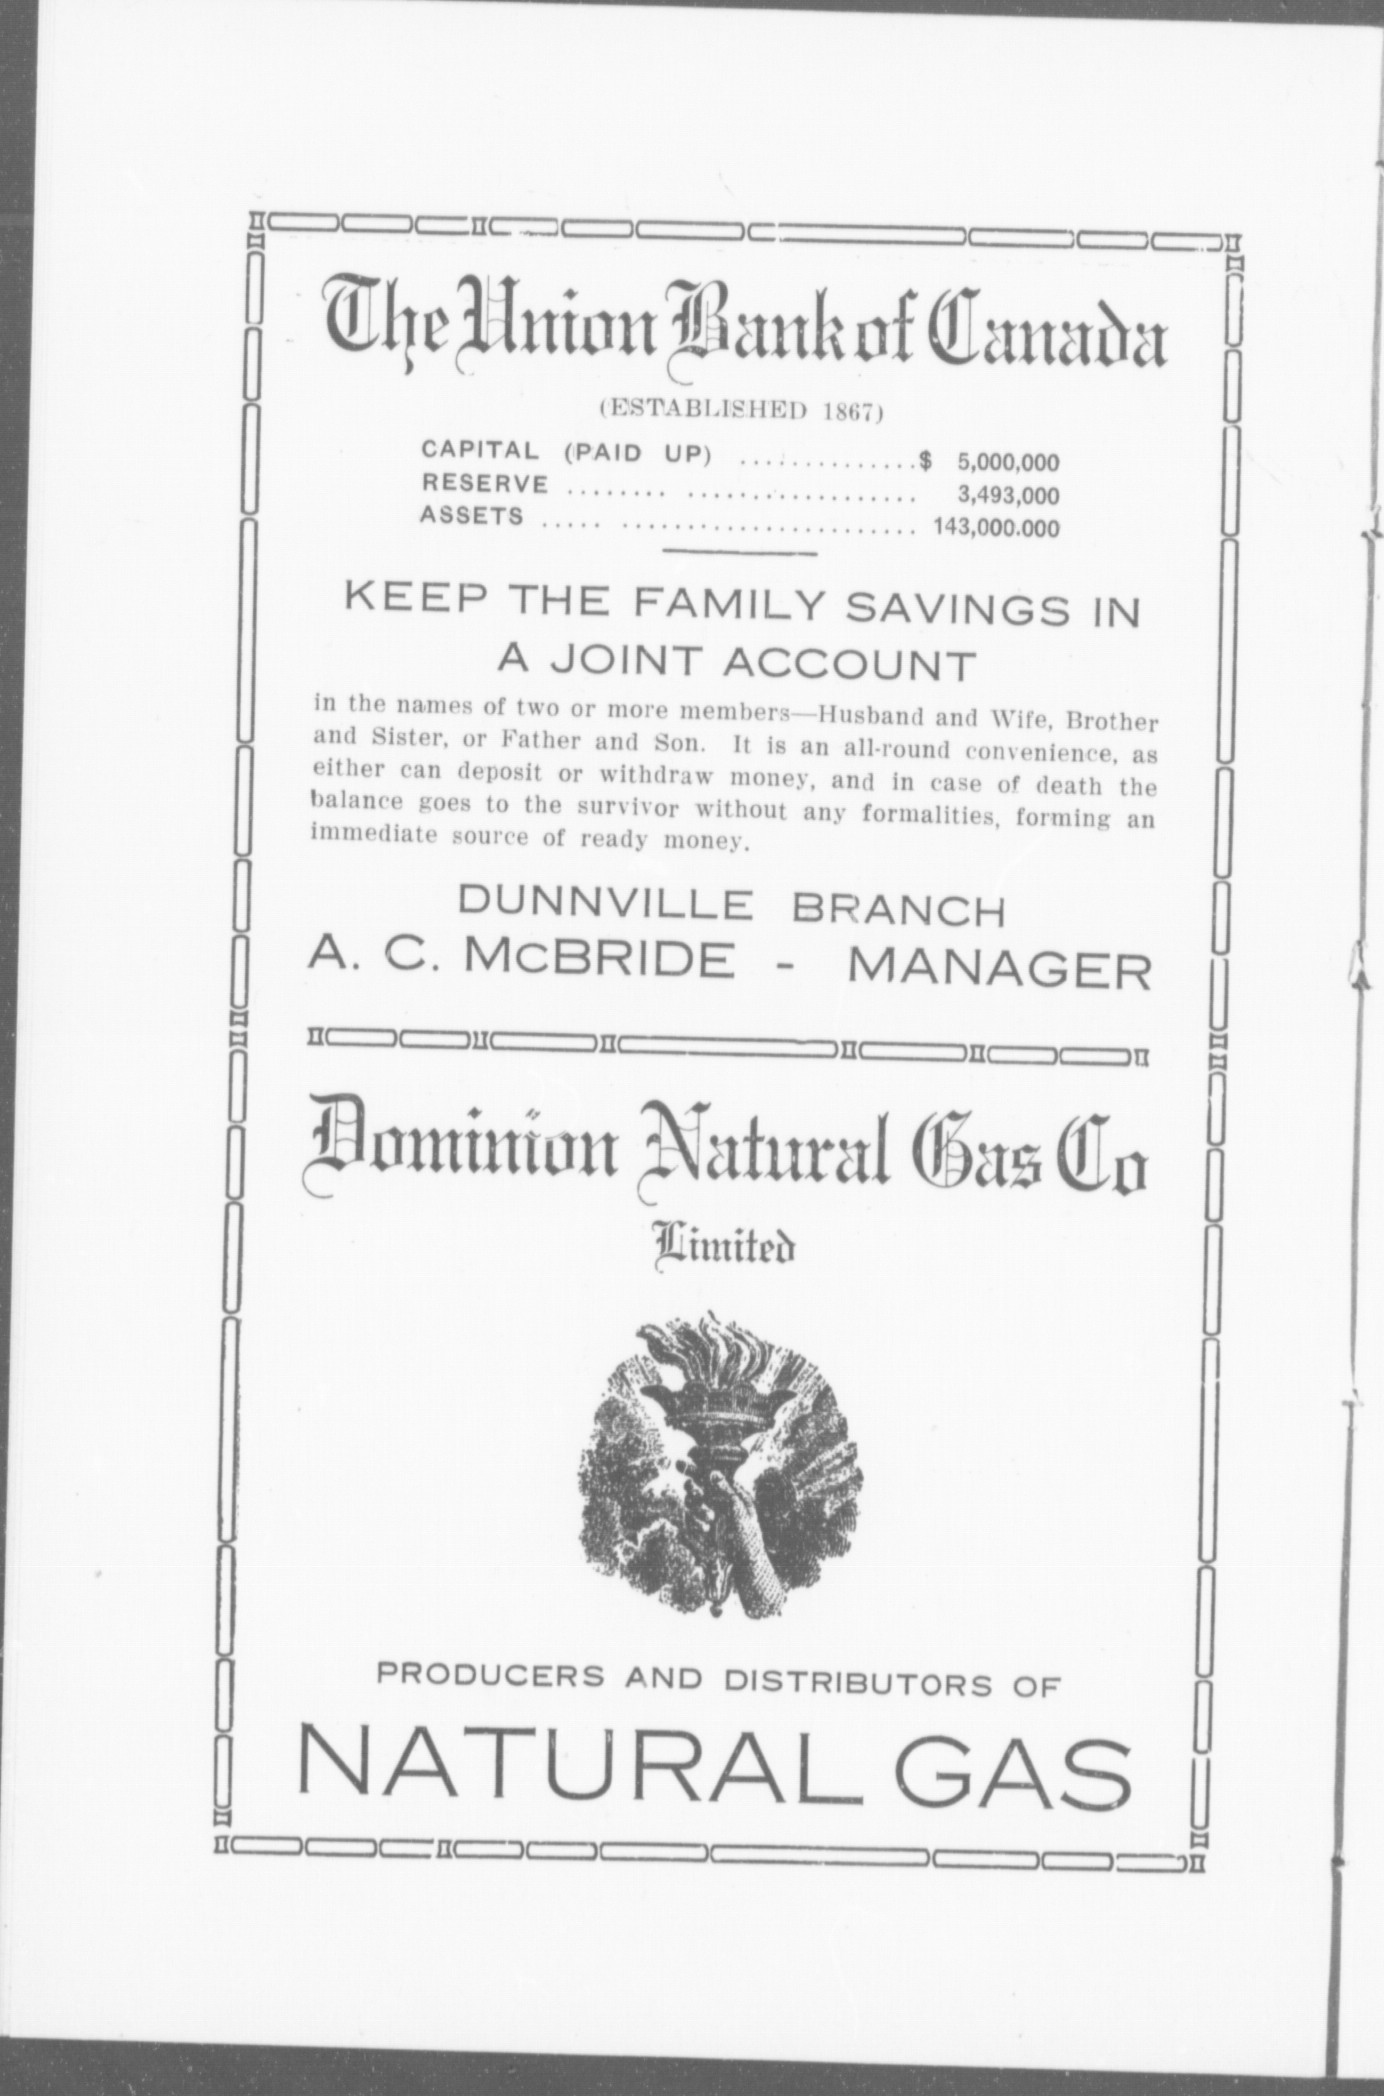 The Union Bank of Canada
(ESTABLISHED 1867)
CAPITAL (PAID UP) ..............$ 5,000,000
RESERVE ........ .................. 3,493,000
ASSETS ..... ....................... 143,000.000
KEEP THE FAMILY SAVINGS IN
A JOINT ACCOUNT
in the names of two or more members—Husband and Wife, Brother
and Sister, or Father and Son. It is an all-round convenience, as
either can deposit or withdraw money, and in case of death the
balance goes to the survivor without any formalities, forming an
immediate source of ready money.
DUNNVILLE BRANCH
A. C. McBRIDE - MANAGER
Dominion Natural Gas Co
Limited
PRODUCERS AND DISTRIBUTORS OF
NATURAL GAS